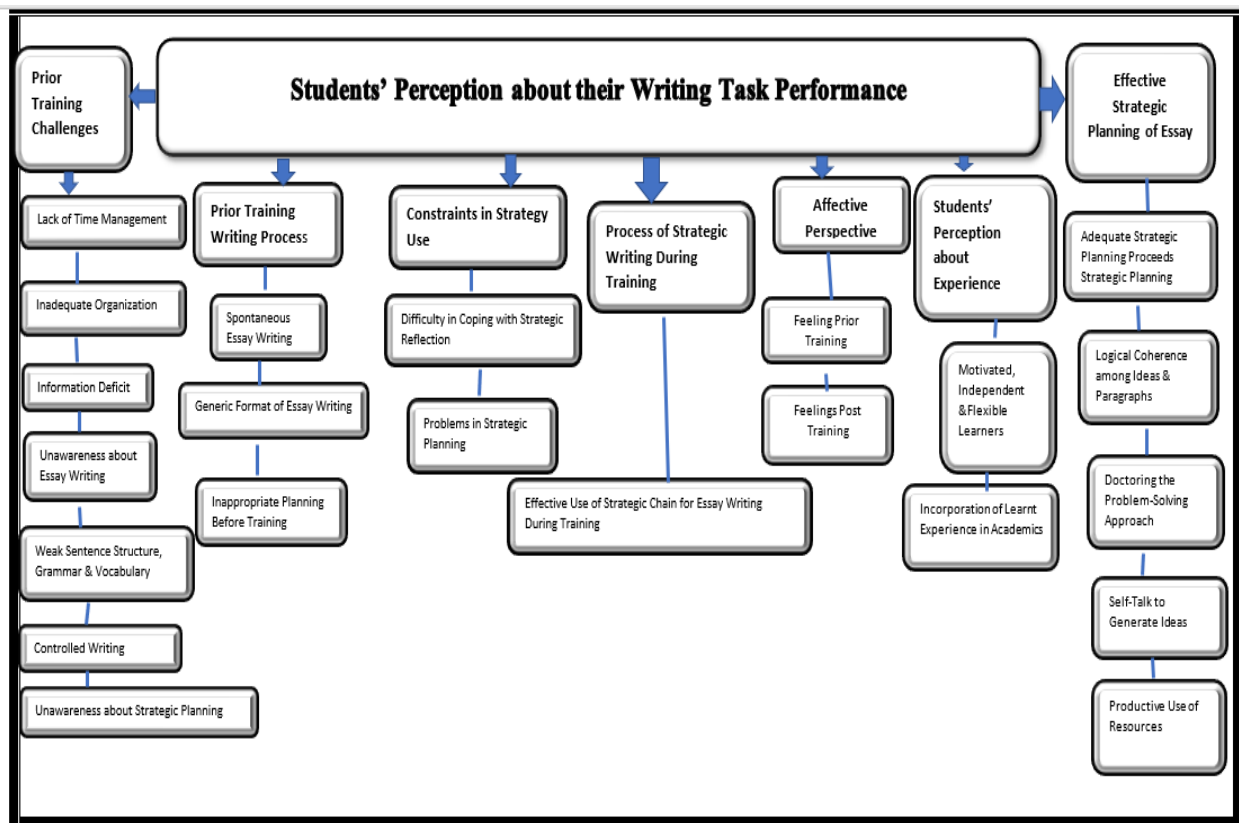 Students’ Perception about their Writing Task Performance
Prior
Training
Challenges
Lack of Time Management
Inadequate Organization
Information Deficit
Unawareness about
Essay Writing
Weak Sentence Structure,
Grammar & Vocabulary
Controlled Writing
Unawareness about Strategic Planning
Prior Training
Writing Process
Spontaneous
Essay Writing
Generic Format of Essay Writing
Inappropriate Planning
Before Training
Constraints in Strategy
Use
Difficulty in Coping with Strategic
Reflection
Problems in Strategic
Planning
Process of Strategic
Writing During
Training
Effective Use of Strategic Chain for Essay Writing
During Training
Affective
Perspective
Feeling Prior
Training
Feelings Post
Training
Students’
Perception
about
Experience
Motivated,
Independent
&Flexible
Learners
Incorporation of Learnt
Experience in Academics
Effective
Strategic
Planning of Essay
Adequate Strategic
Planning Proceeds
Strategic Planning
Logical Coherence
among Ideas &
Paragraphs
Doctoring the
Problem-Solving
Approach
Self-Talk to
Generate Ideas
Productive Use of
Resources